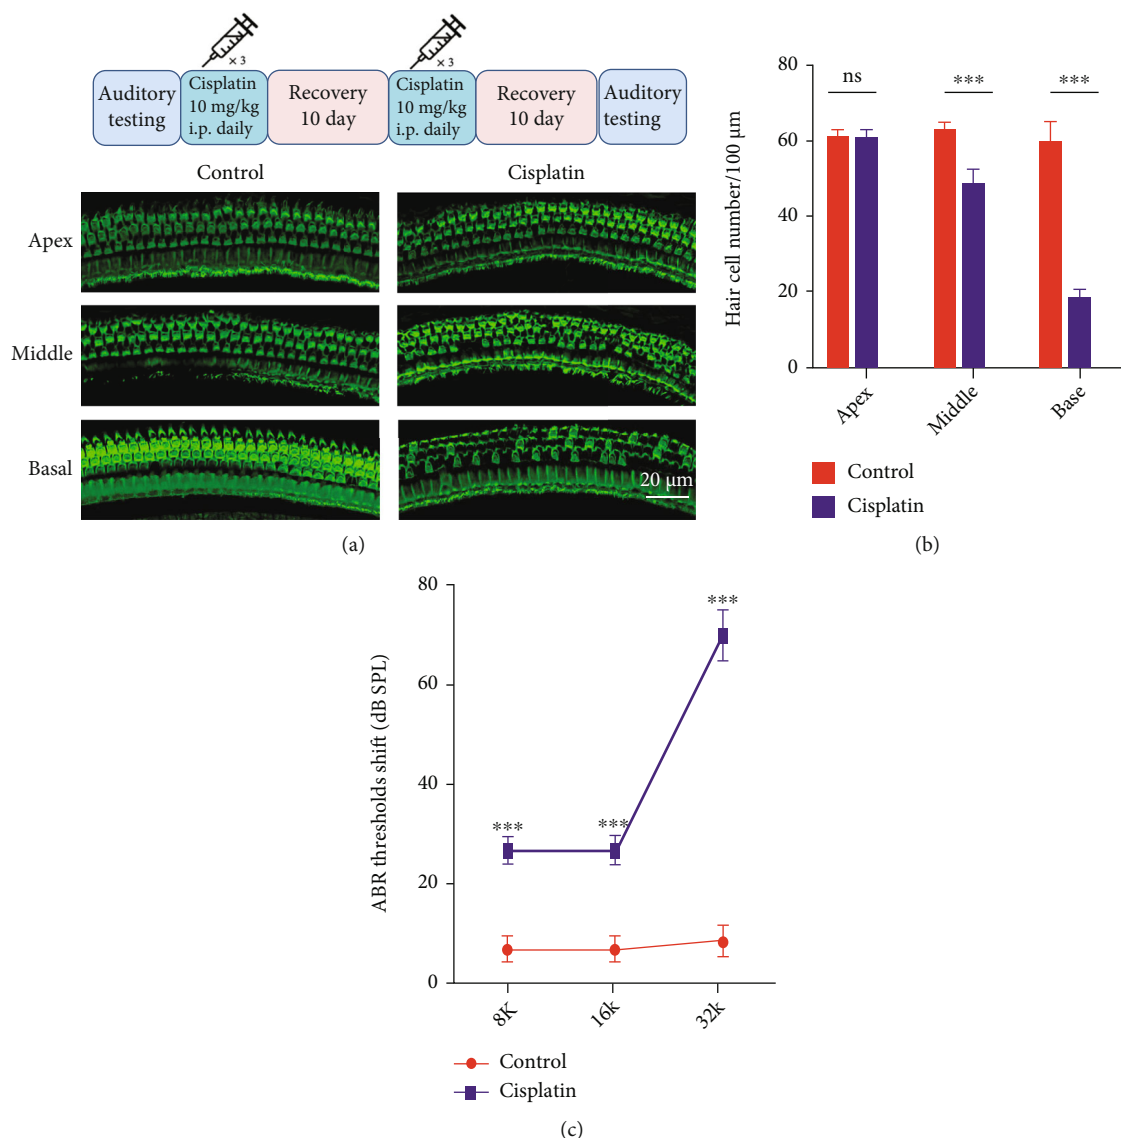 × 3
× 3
Auditory
testing
Cisplatin
10 mg/kg
i.p. daily
Recovery
10 day
Cisplatin
10 mg/kg
i.p. daily
Recovery
10 day
Auditory
testing
Control
Cisplatin
Apex
Middle
Basal
20 μm
(a)
Hair cell number/100 μm
80
60
40
20
0
ns
***
***
Apex
Middle
Base
Control
Cisplatin
(b)
ABR thresholds shift (dB SPL)
80
60
40
20
0
***
***
***
8K
16k
32k
Control
Cisplatin
(c)